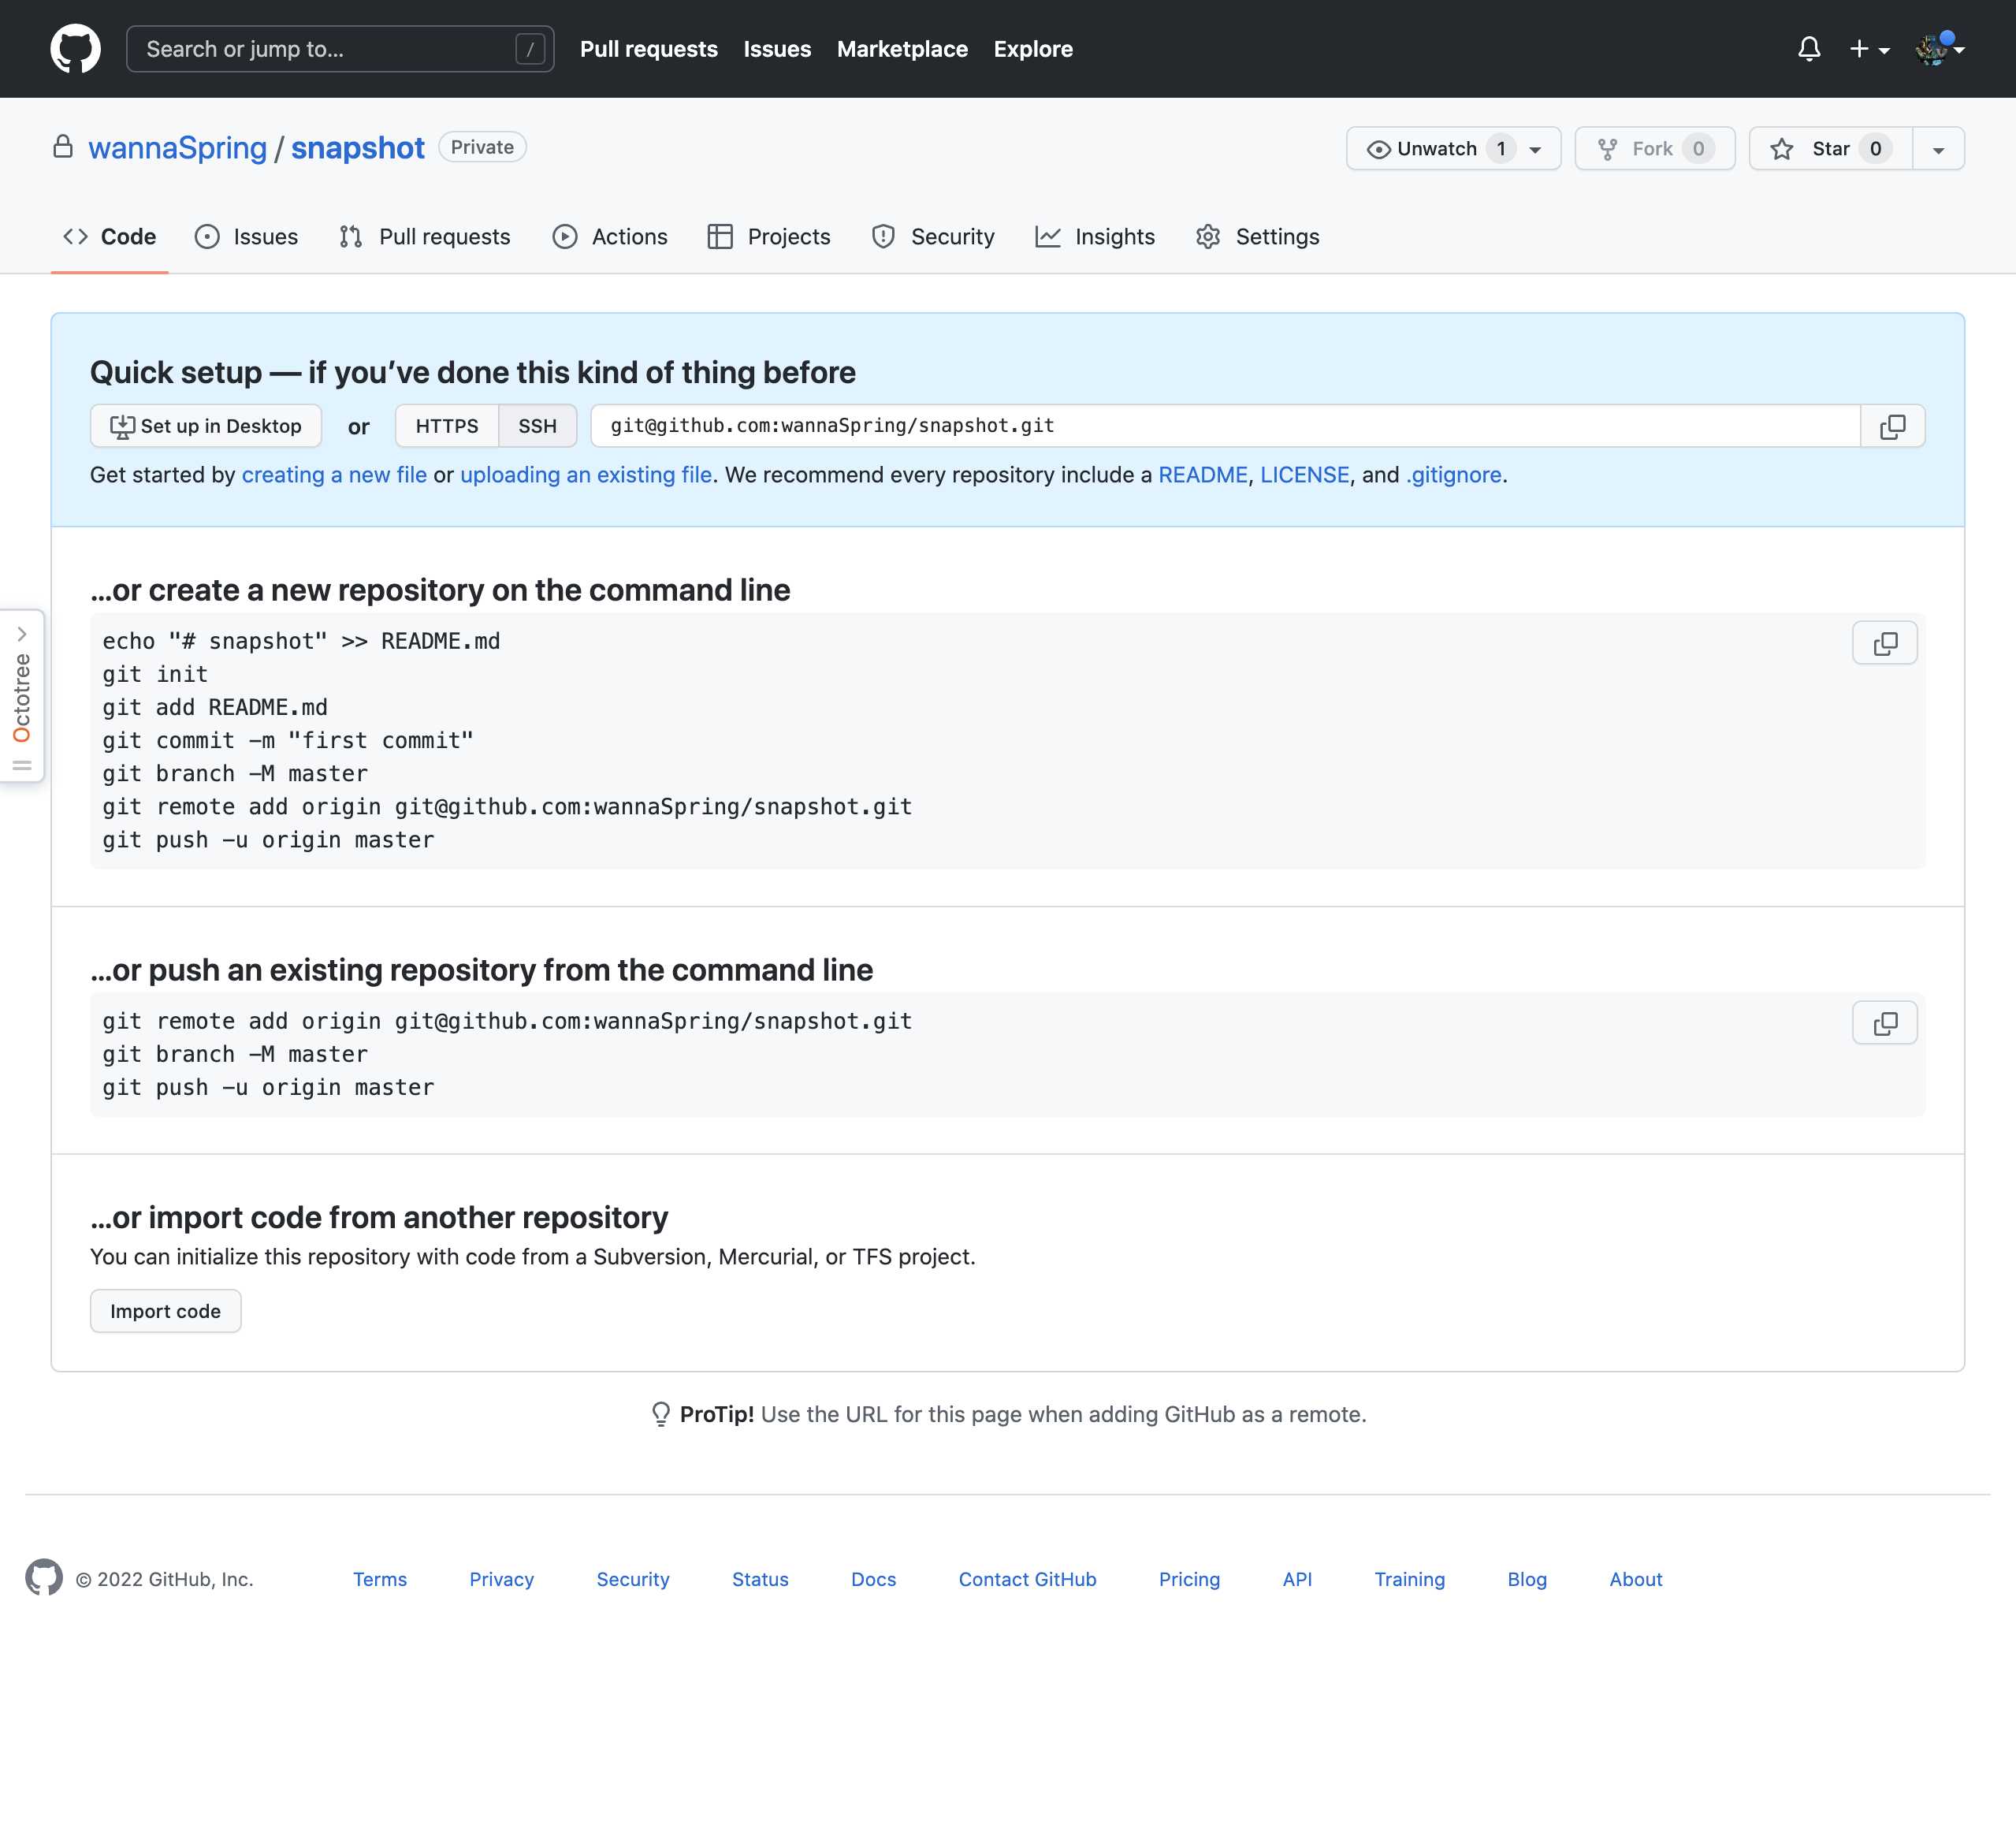 Search or jump to... / Pull requests Issues Marketplace Explore
wannaSpring / snapshot Private Unwatch 1 Fork 0 Star 0
Code Issues Pull requests Actions Projects Security Insights Settings
Quick setup — if you’ve done this kind of thing before
Set up in Desktop or HTTPS SSH git@github.com:wannaSpring/snapshot.git
Get started by creating a new file or uploading an existing file. We recommend every repository include a README, LICENSE, and .gitignore.
…or create a new repository on the command line
echo "# snapshot" >> README.md
git init
git add README.md
git commit -m "first commit"
git branch -M master
git remote add origin git@github.com:wannaSpring/snapshot.git
git push -u origin master
Octotree
…or push an existing repository from the command line
git remote add origin git@github.com:wannaSpring/snapshot.git
git branch -M master
git push -u origin master
…or import code from another repository
You can initialize this repository with code from a Subversion, Mercurial, or TFS project.
Import code
ProTip! Use the URL for this page when adding GitHub as a remote.
© 2022 GitHub, Inc. Terms Privacy Security Status Docs Contact GitHub Pricing API Training Blog About